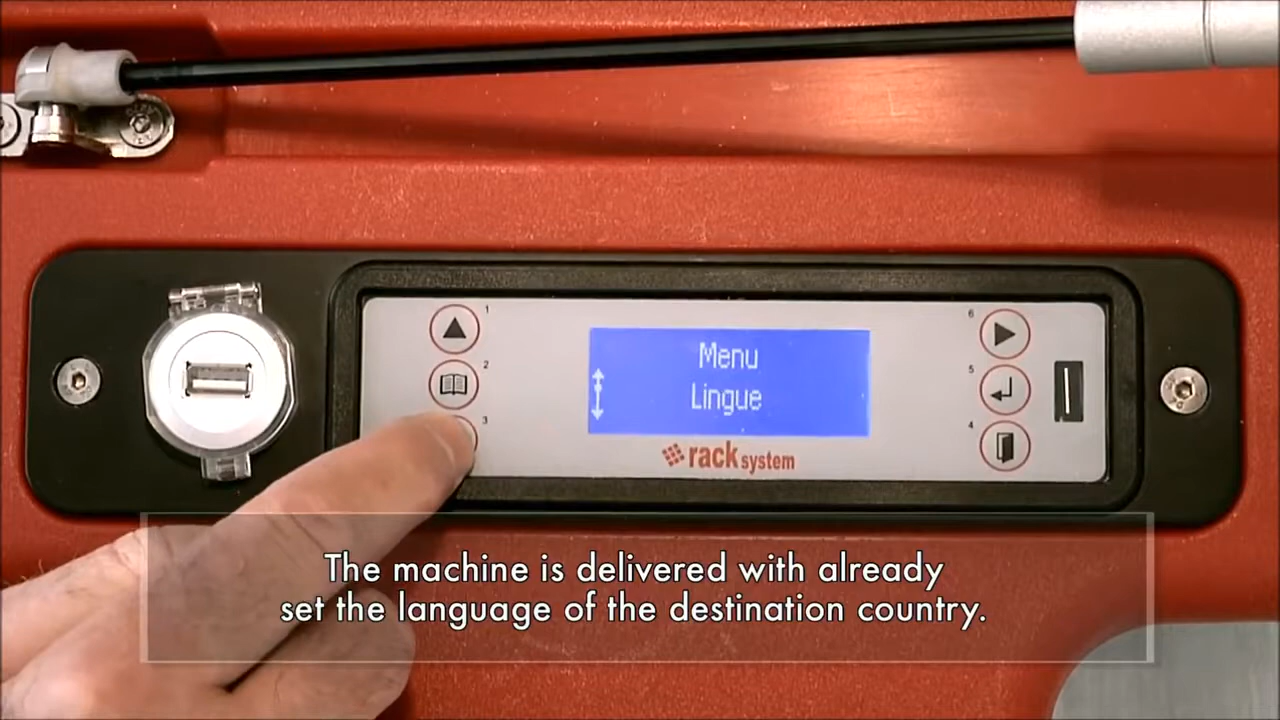 1
2
3
Menu
Lingue
6
5
4
rack system
The machine is delivered with already
set the language of the destination country.